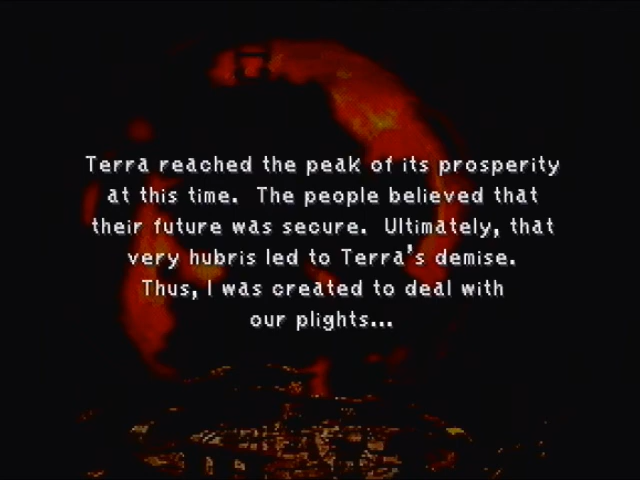 Terra reached the peak of its prosperity
at this time.  The people believed that
their future was secure.  Ultimately, that
very hubris led to Terra's demise.
Thus, I was created to deal with
our plights...